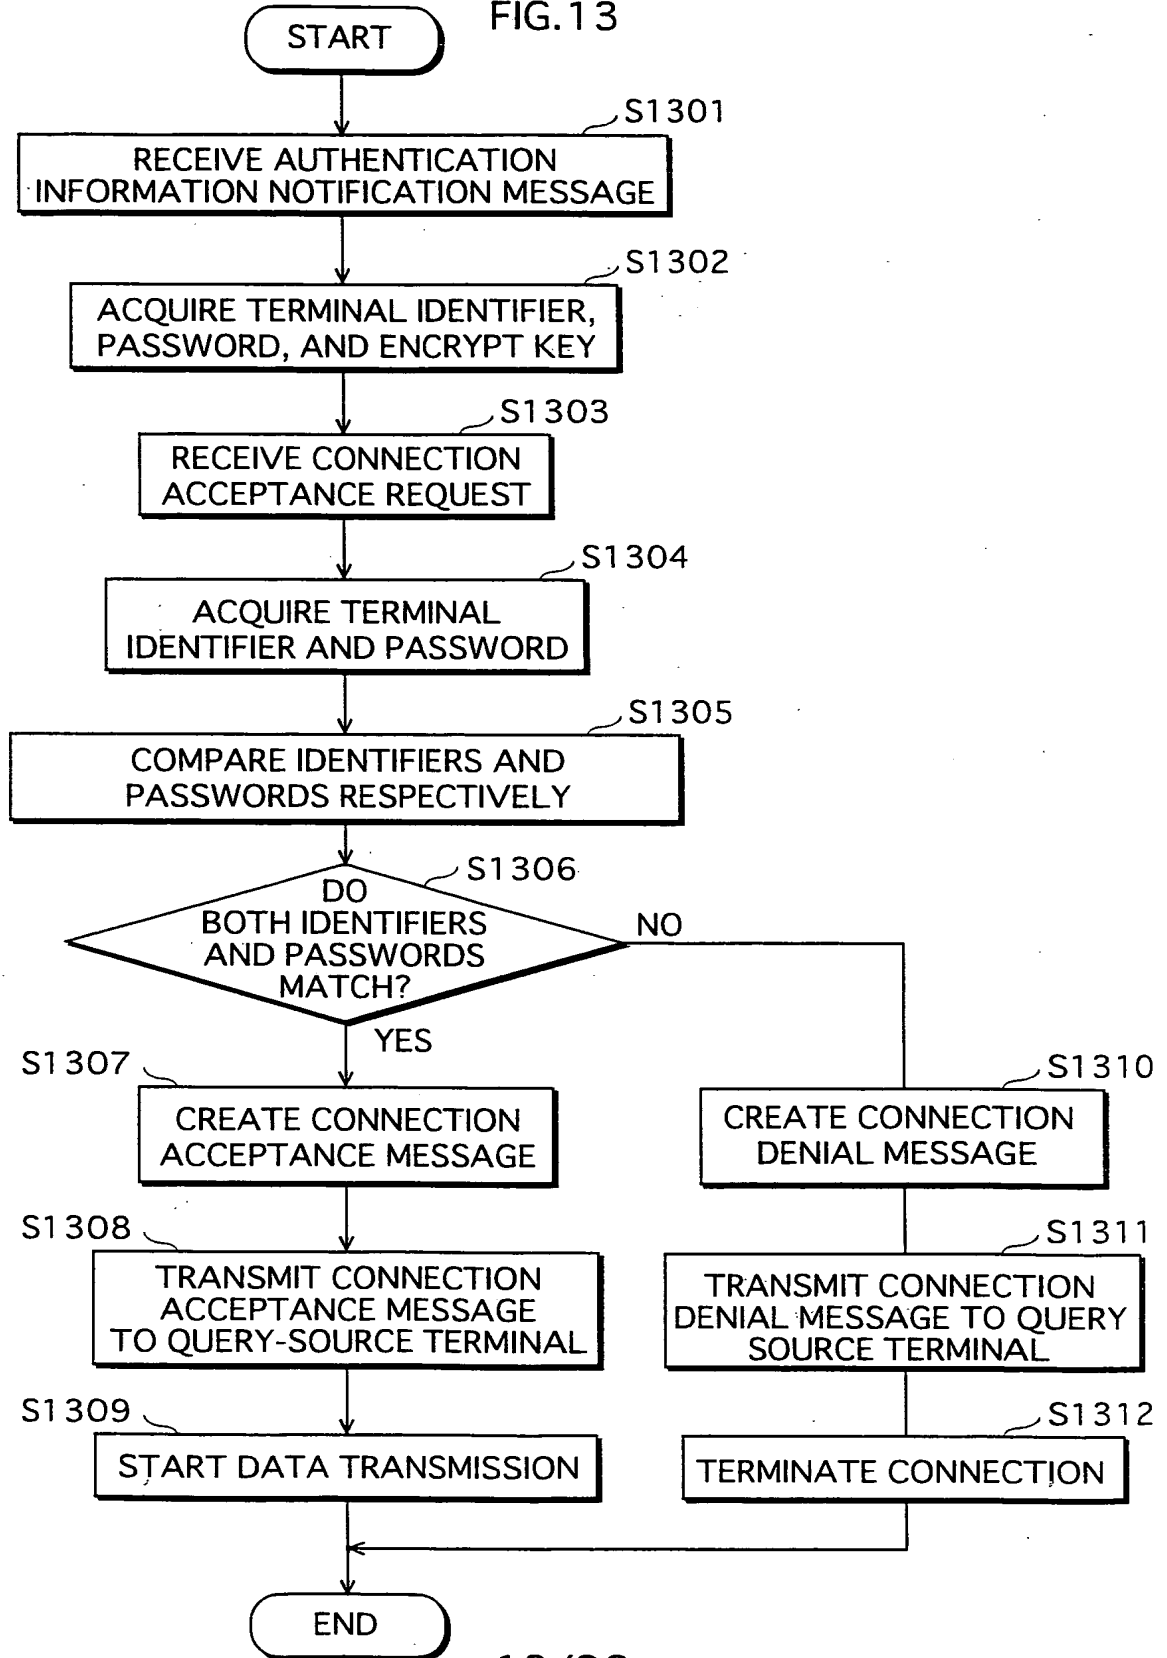 FIG.13
START
S1301
RECEIVE AUTHENTICATION
INFORMATION NOTIFICATION MESSAGE
S1302
ACQUIRE TERMINAL IDENTIFIER,
PASSWORD, AND ENCRYPT KEY
S1303
RECEIVE CONNECTION
ACCEPTANCE REQUEST
S1304
ACQUIRE TERMINAL
IDENTIFIER AND PASSWORD
S1305
COMPARE IDENTIFIERS AND
PASSWORDS RESPECTIVELY
S1306
DO
BOTH IDENTIFIERS
AND PASSWORDS
MATCH?
NO
YES
S1307
CREATE CONNECTION
ACCEPTANCE MESSAGE
S1308
TRANSMIT CONNECTION
ACCEPTANCE MESSAGE
TO QUERY-SOURCE TERMINAL
S1309
START DATA TRANSMISSION
S1310
CREATE CONNECTION
DENIAL MESSAGE
S1311
TRANSMIT CONNECTION
DENIAL MESSAGE TO QUERY
SOURCE TERMINAL
S1312
TERMINATE CONNECTION
END